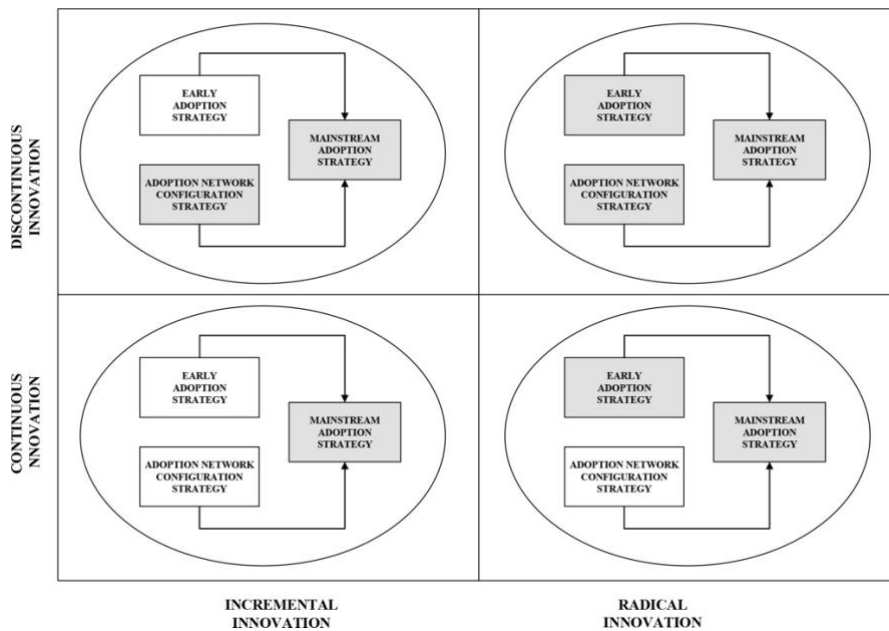 DISCONTINUOUS
INNOVATION
EARLY
ADOPTION
STRATEGY
MAINSTREAM
ADOPTION
STRATEGY
ADOPTION NETWORK
CONFIGURATION
STRATEGY
EARLY
ADOPTION
STRATEGY
MAINSTREAM
ADOPTION
STRATEGY
ADOPTION NETWORK
CONFIGURATION
STRATEGY
CONTINUOUS
NNOVATION
EARLY
ADOPTION
STRATEGY
MAINSTREAM
ADOPTION
STRATEGY
ADOPTION NETWORK
CONFIGURATION
STRATEGY
EARLY
ADOPTION
STRATEGY
MAINSTREAM
ADOPTION
STRATEGY
ADOPTION NETWORK
CONFIGURATION
STRATEGY
INCREMENTAL
INNOVATION
RADICAL
INNOVATION